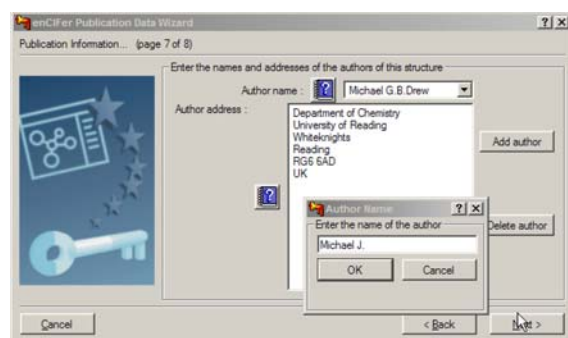 enCIFer Publication Data Wizard
Publication Information... (page 7 of 8)
Enter the names and addresses of the authors of this structure
Author name :
Michael G.B.Drew
Author address :
Department of Chemistry
University of Reading
Whiteknights
Reading
RG6 6AD
UK
Add author
Author Name
Enter the name of the author
Michael J.
OK
Cancel
Delete author
Cancel
< Back
Next >